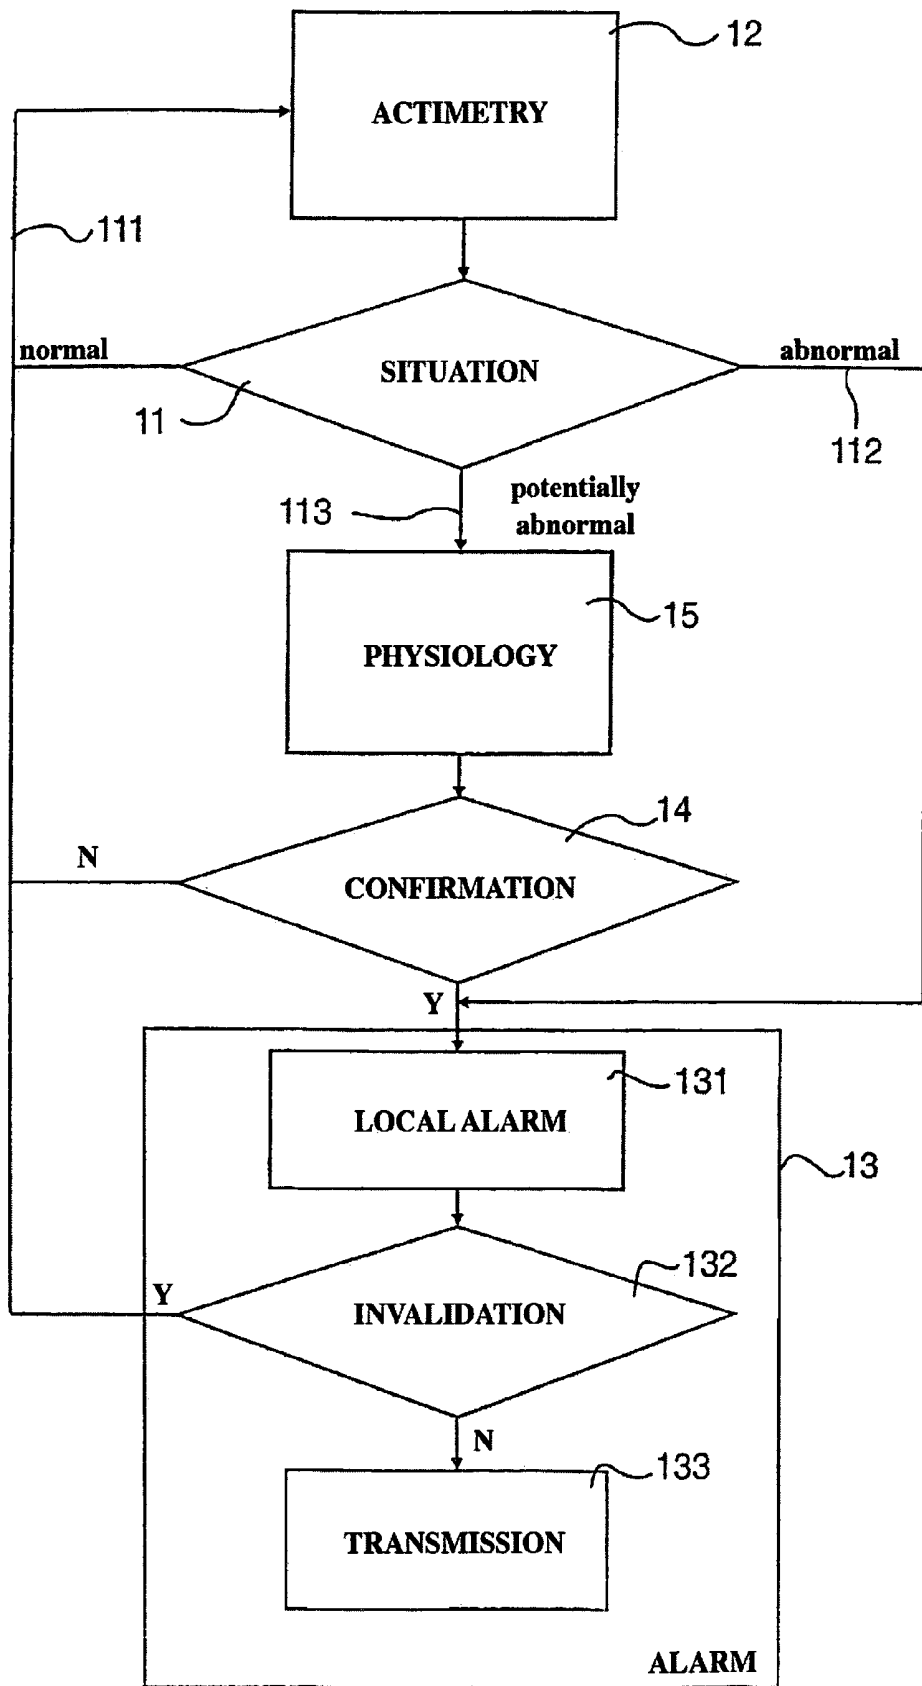 12
ACTIMETRY
111
normal
abnormal
SITUATION
11
112
113
potentially
abnormal
15
PHYSIOLOGY
14
N
CONFIRMATION
Y
131
LOCAL ALARM
13
132
Y
INVALIDATION
N
133
TRANSMISSION
ALARM